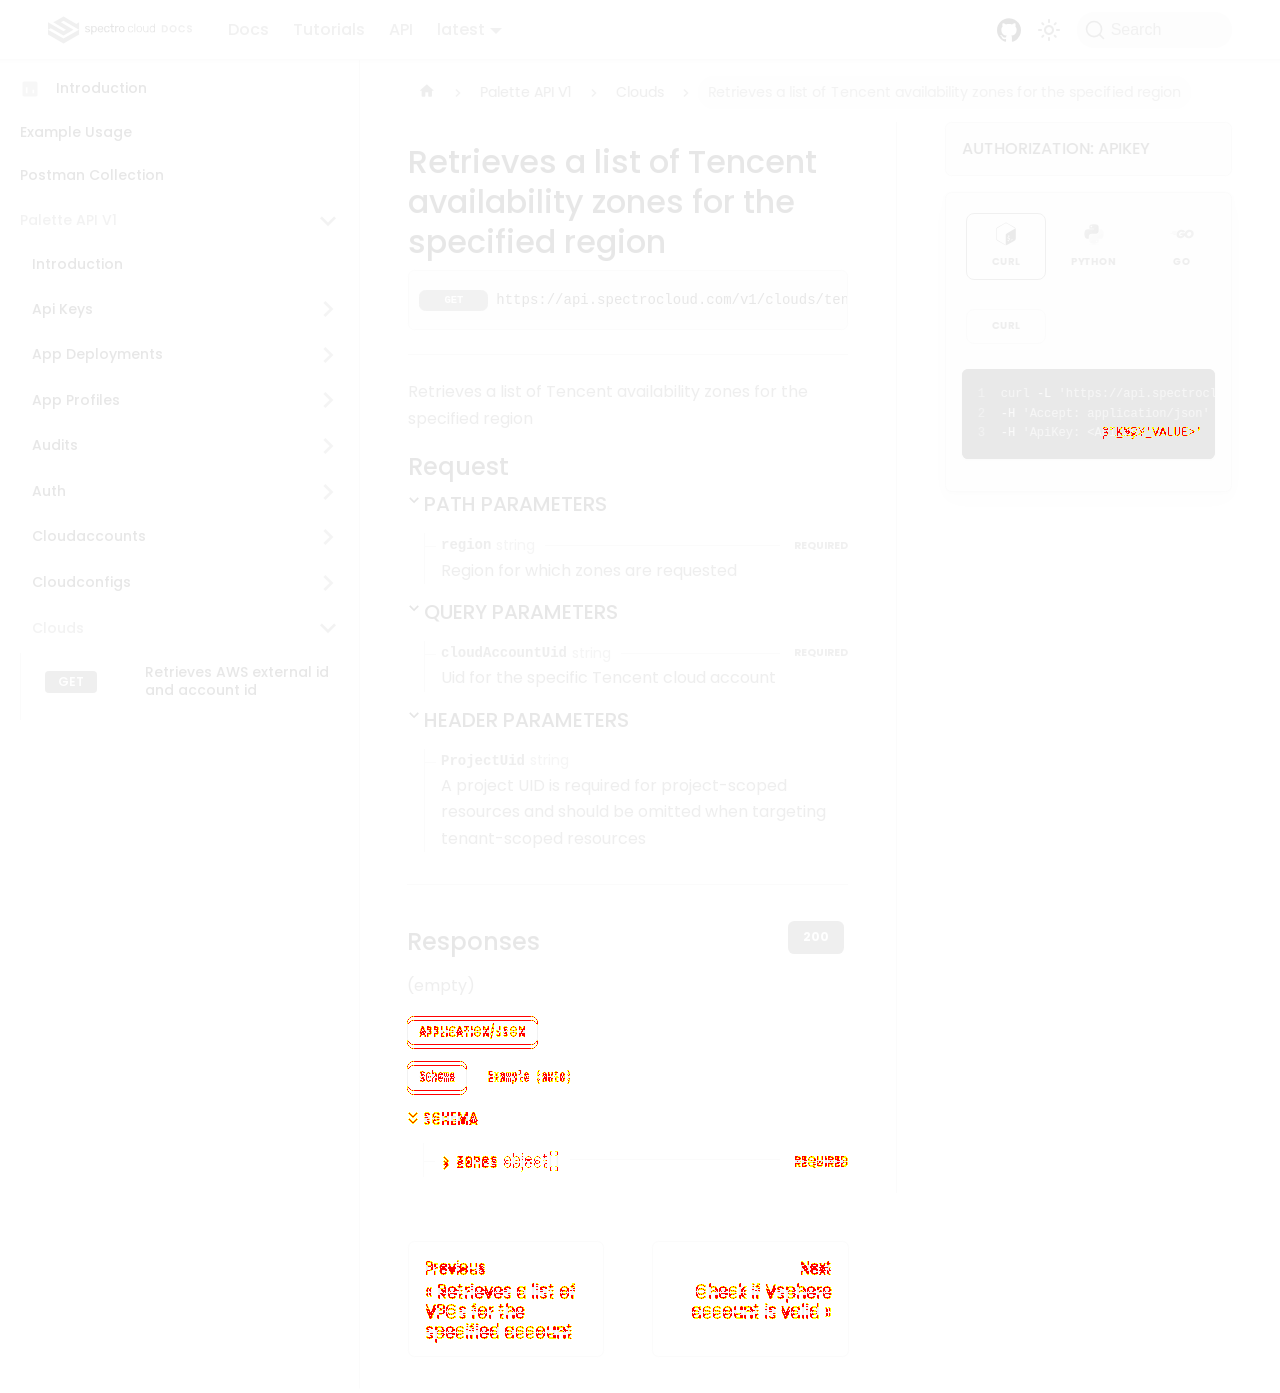 spectro cloud DOCS
Docs
Tutorials
API
latest
Search
Introduction
Example Usage
Postman Collection
Palette API V1
Introduction
Api Keys
App Deployments
App Profiles
Audits
Auth
Cloudaccounts
Cloudconfigs
Clouds
GET
Retrieves AWS external id
and account id
Palette API V1
Clouds
Retrieves a list of Tencent availability zones for the specified region
Retrieves a list of Tencent
availability zones for the
specified region
GET https://api.spectrocloud.com/v1/clouds/ten
Retrieves a list of Tencent availability zones for the
specified region
Request
PATH PARAMETERS
region string REQUIRED
Region for which zones are requested
QUERY PARAMETERS
cloudAccountUid string REQUIRED
Uid for the specific Tencent cloud account
HEADER PARAMETERS
ProjectUid string
A project UID is required for project-scoped
resources and should be omitted when targeting
tenant-scoped resources
Responses
200
(empty)
APPLICATION/JSON
Schema
Example (auto)
SCHEMA
zones object[] REQUIRED
Previous
« Retrieves a list of
VPCs for the
specified account
Next
Check if Vsphere
account is valid »
AUTHORIZATION: APIKEY
CURL
PYTHON
GO
GO
CURL
1 curl -L 'https://api.spectrocl
2 -H 'Accept: application/json'
3 -H 'ApiKey: VALUE>'